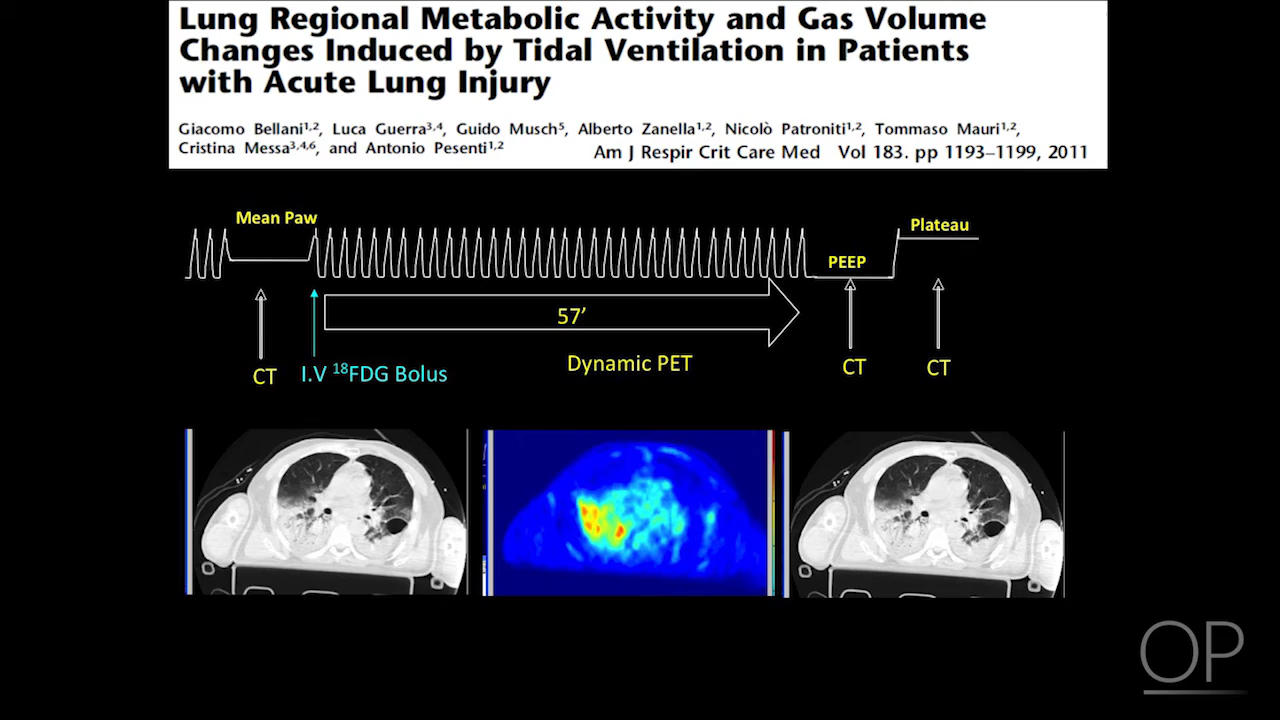 Lung Regional Metabolic Activity and Gas Volume
Changes Induced by Tidal Ventilation in Patients
with Acute Lung Injury
Giacomo Bellani¹,², Luca Guerra³,⁴, Guido Musch⁵, Alberto Zanella¹,², Nicolò Patroniti¹,², Tommaso Mauri¹,²,
Cristina Messa³,⁴,⁶, and Antonio Pesenti¹,²
Am J Respir Crit Care Med Vol 183. pp 1193–1199, 2011
Mean Paw
Plateau
PEEP
57’
Dynamic PET
CT
I.V ¹⁸FDG Bolus
CT
CT
OP